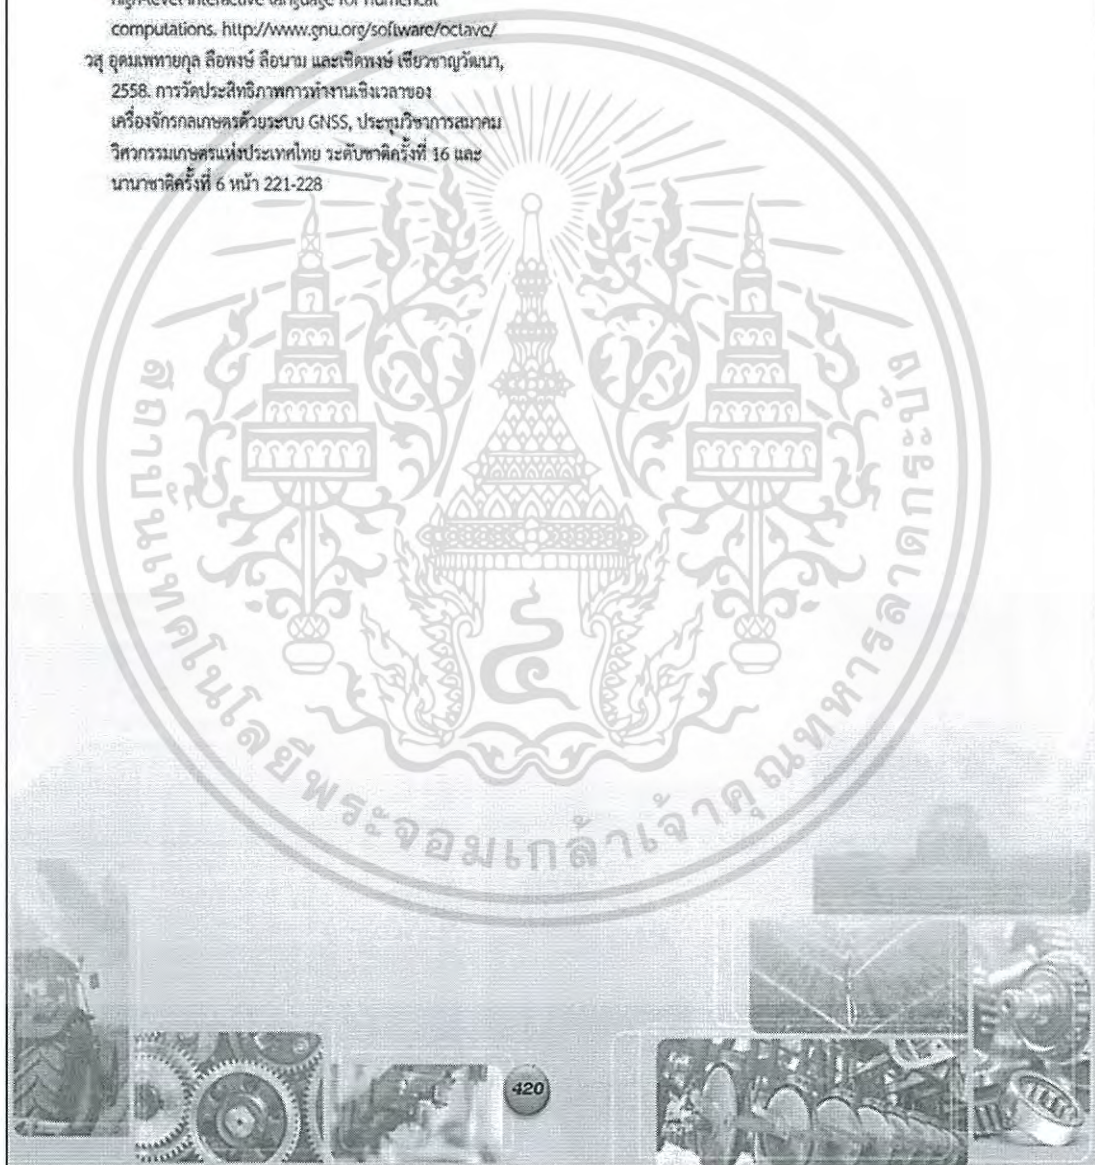 high-level interactive language for numerical
computations. http://www.gnu.org/software/octave/
วสุ อุดมเพทายกุล ลือพงษ์ ลือนาม และเชิดพงษ์ เชี่ยวชาญวัฒนา,
2558. การวัดประสิทธิภาพการทำงานเชิงเวลาของ
เครื่องจักรกลเกษตรด้วยระบบ GNSS, ประชุมวิชาการสมาคม
วิศวกรรมเกษตรแห่งประเทศไทย ระดับชาติครั้งที่ 16 และ
นานาชาติครั้งที่ 6 หน้า 221-228
สถาบันเทคโนโลยีพระจอมเกล้าเจ้าคุณทหารลาดกระบัง
420